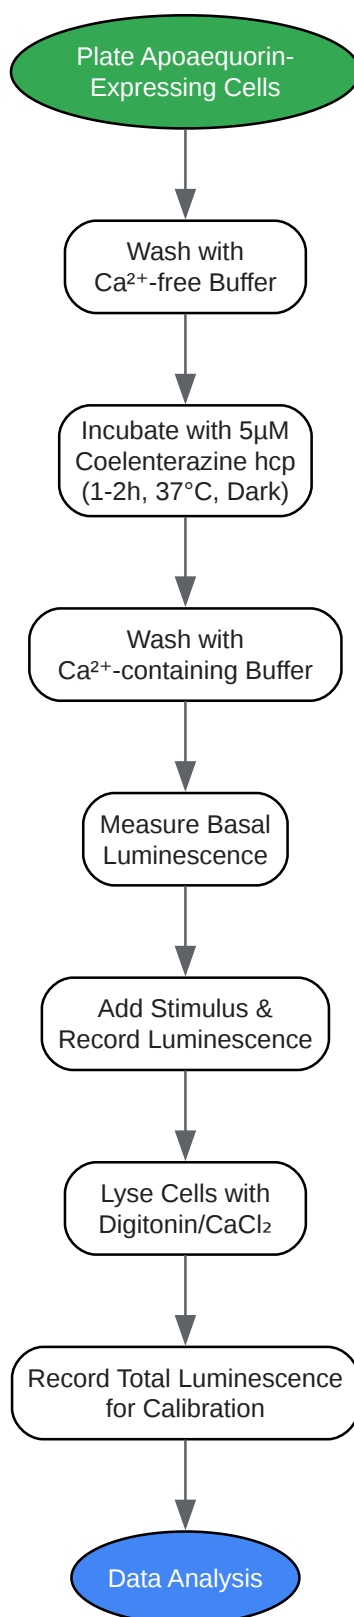 Plate Apoaequorin-
Expressing Cells
Wash with
Ca²⁺-free Buffer
Incubate with 5µM
Coelenterazine hcp
(1-2h, 37°C, Dark)
Wash with
Ca²⁺-containing Buffer
Measure Basal
Luminescence
Add Stimulus &
Record Luminescence
Lyse Cells with
Digitonin/CaCl₂
Record Total Luminescence
for Calibration
Data Analysis